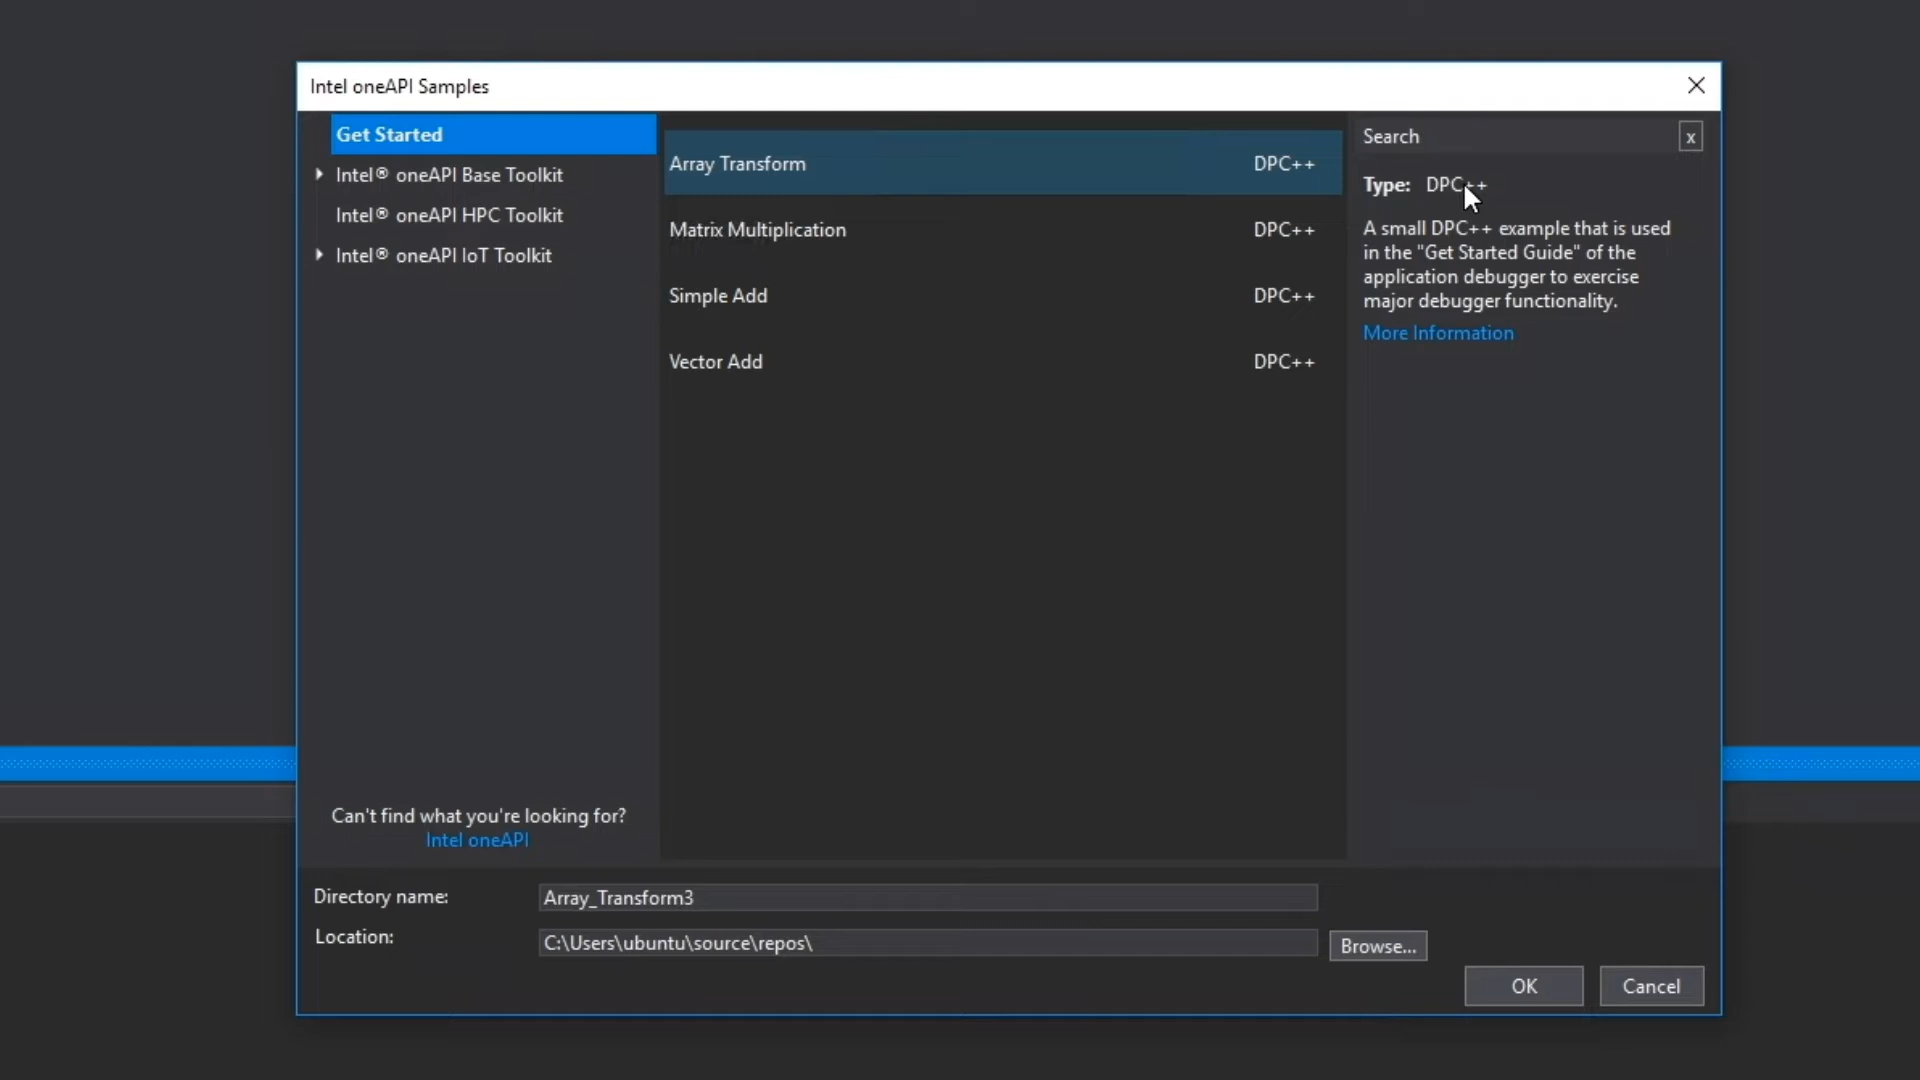 Intel oneAPI Samples
Get Started
Intel® oneAPI Base Toolkit
Intel® oneAPI HPC Toolkit
Intel® oneAPI IoT Toolkit
Can't find what you're looking for?
Intel oneAPI
Array Transform DPC++
Matrix Multiplication DPC++
Simple Add DPC++
Vector Add DPC++
Search x
Type: DPC++
A small DPC++ example that is used
in the "Get Started Guide" of the
application debugger to exercise
major debugger functionality.
More Information
Directory name: Array_Transform3
Location: C:\Users\ubuntu\source\repos\ Browse...
OK Cancel